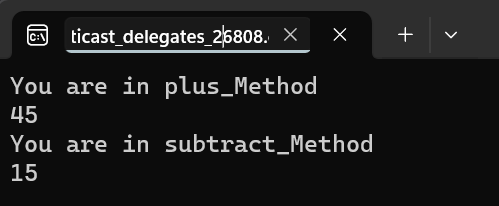 ticast_delegates_26808.
You are in plus_Method
45
You are in subtract_Method
15